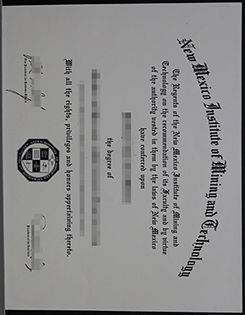 New Mexico Institute of Mining and Technology
The Regents of the New Mexico Institute of Mining and
Technology on the recommendation of its Faculty and by virtue
of the authority vested in them by the laws of New Mexico
have conferred upon
the degree of
With all the rights, privileges and honors appertaining thereto.